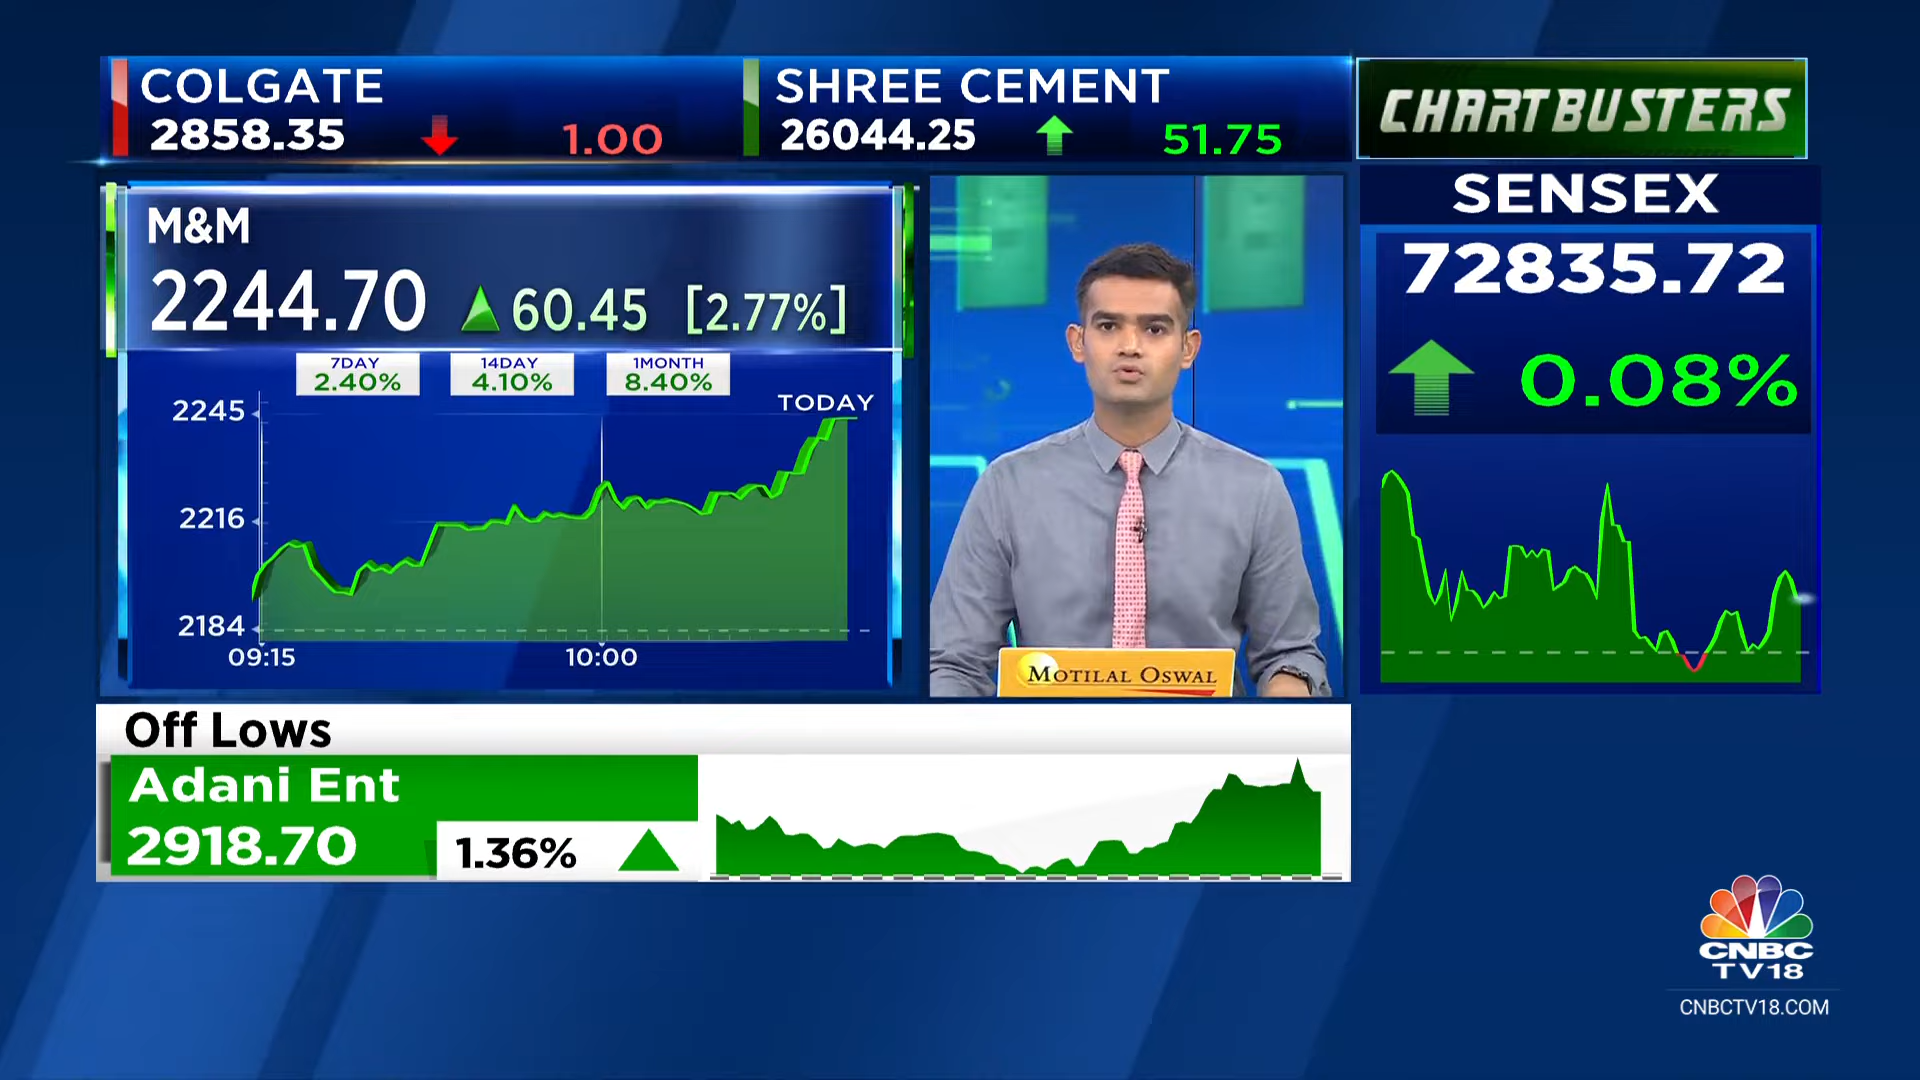 COLGATE
2858.35 1.00
SHREE CEMENT
26044.25 51.75
CHARTBUSTERS
M&M
2244.70 60.45 [2.77%]
7DAY
2.40%
14DAY
4.10%
1MONTH
8.40%
TODAY
2245
2216
2184
09:15 10:00
MOTILAL OSWAL
SENSEX
72835.72
0.08%
Off Lows
Adani Ent
2918.70 1.36%
CNBC
TV18
CNBCTV18.COM